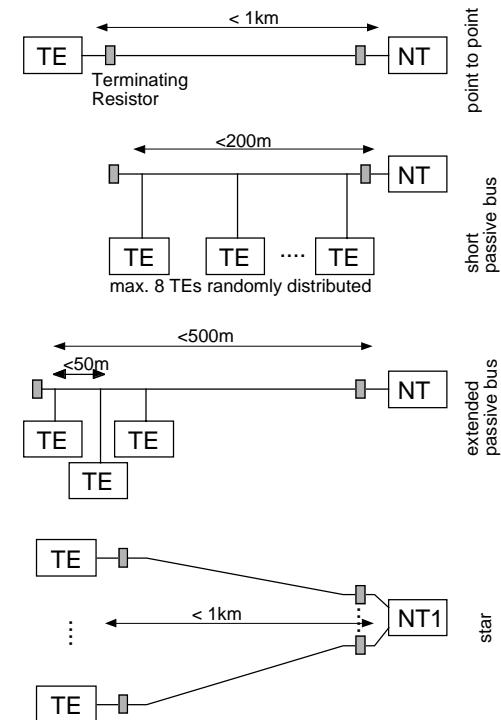 < 1km
TE
NT
Terminating
Resistor
point to point
<200m
NT
TE
TE
....
TE
max. 8 TEs randomly distributed
short
passive bus
<500m
<50m
NT
TE
TE
TE
extended
passive bus
TE
< 1km
NT1
....
....
TE
star